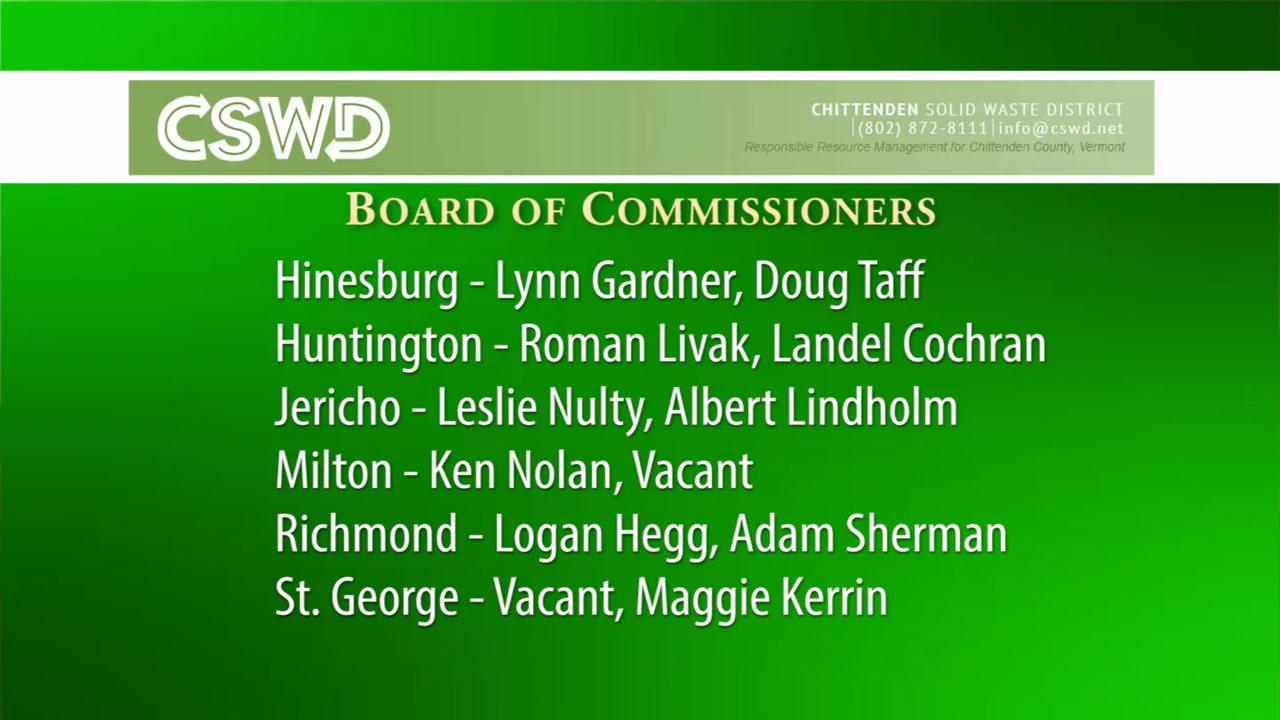 CSWD
CHITTENDEN SOLID WASTE DISTRICT
|(802) 872-8111|info@cswd.net
Responsible Resource Management for Chittenden County, Vermont
BOARD OF COMMISSIONERS
Hinesburg - Lynn Gardner, Doug Taff
Huntington - Roman Livak, Landel Cochran
Jericho - Leslie Nulty, Albert Lindholm
Milton - Ken Nolan, Vacant
Richmond - Logan Hegg, Adam Sherman
St. George - Vacant, Maggie Kerrin